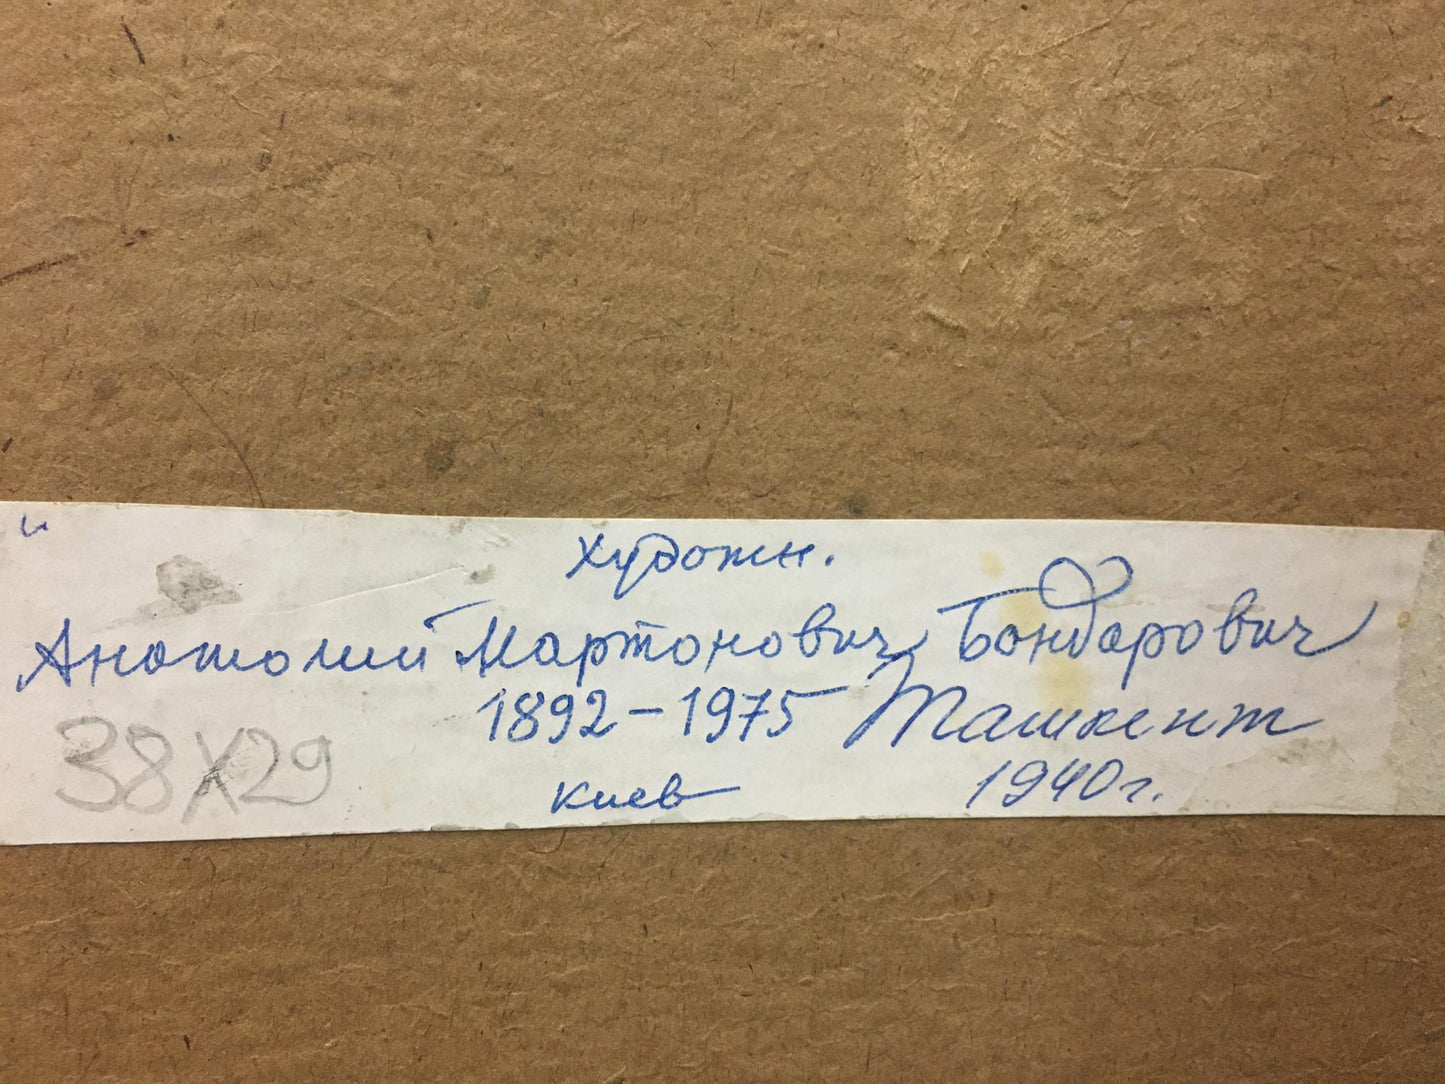 и
Художн.
Анатолий Мартонович Бондарович
1892-1975 Ташкент
38X29
Киев 1940г.